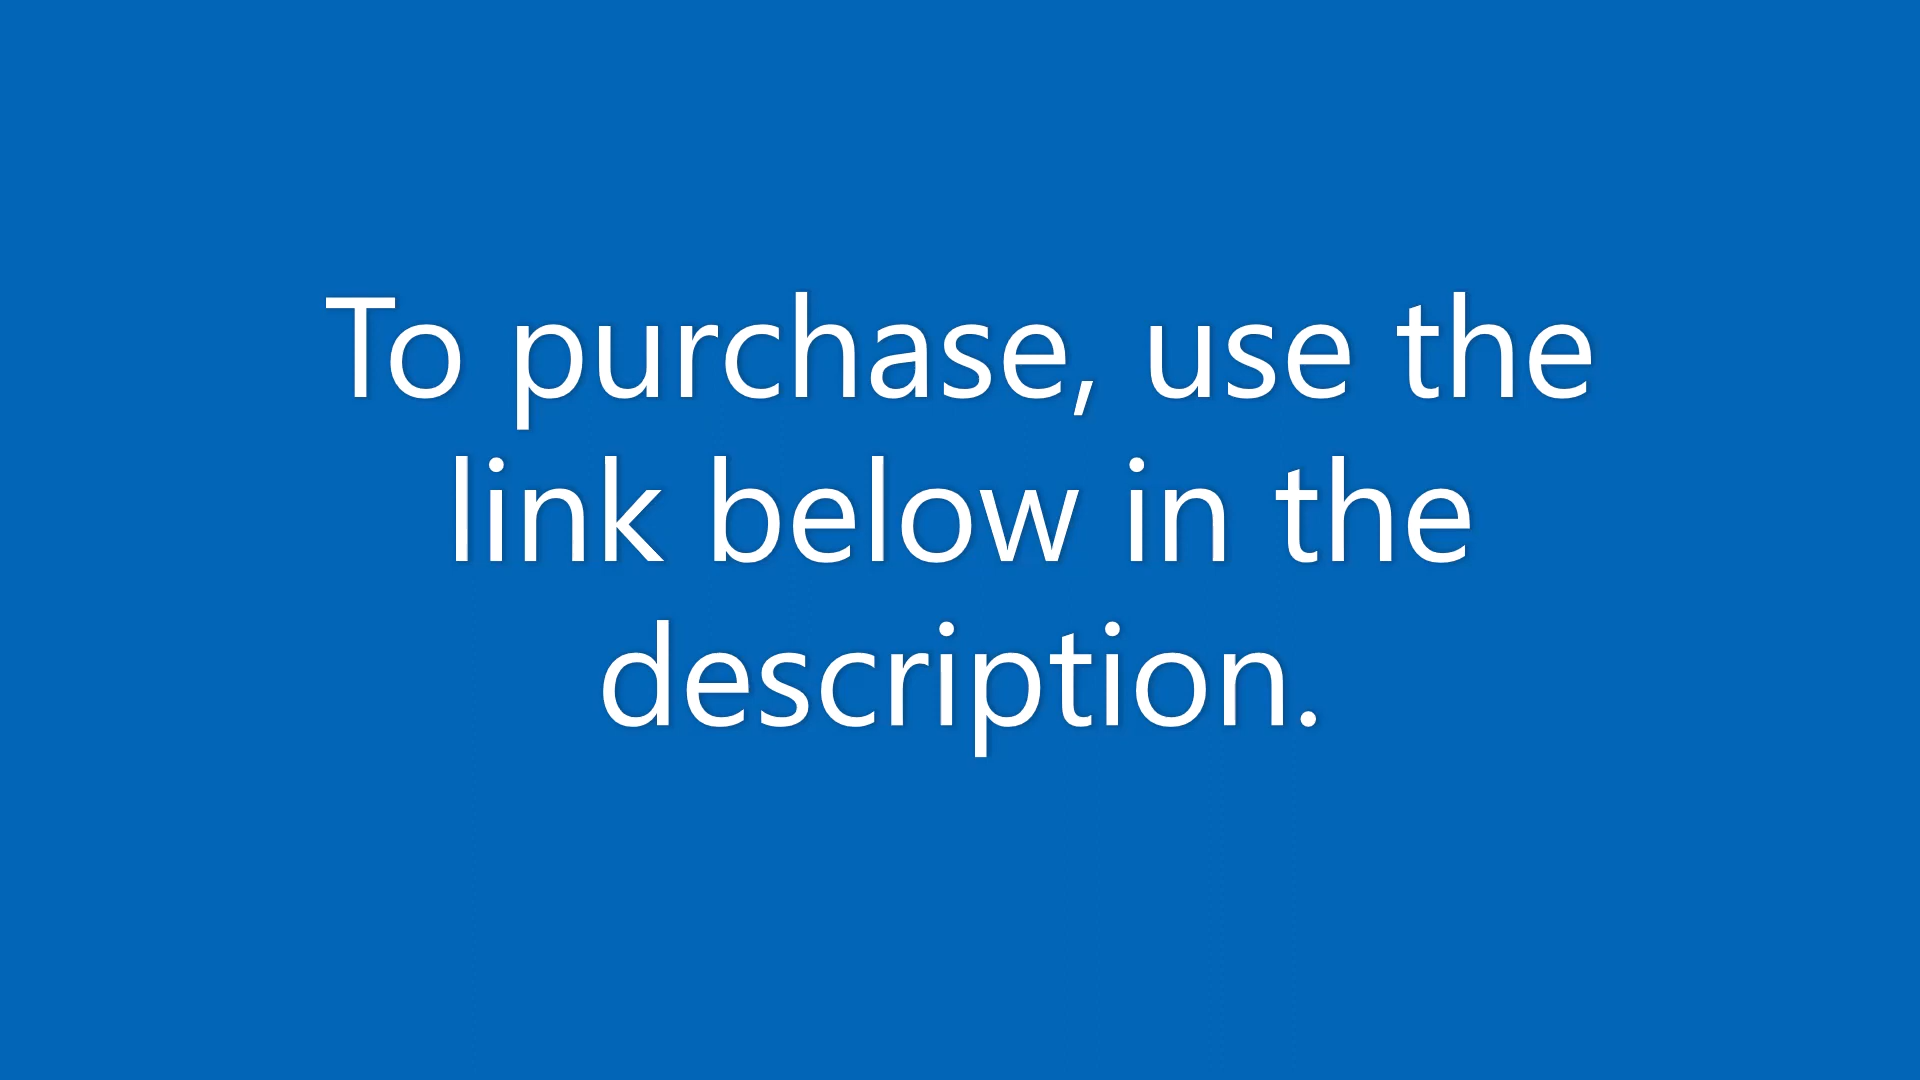 To purchase, use the
link below in the
description.